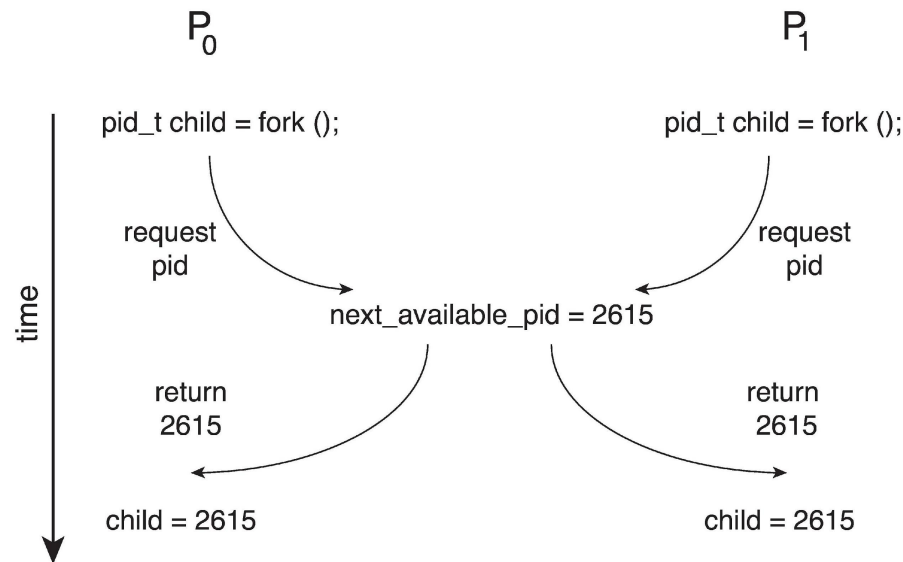 P0 P1
pid_t child = fork (); pid_t child = fork ();
request
pid
request
pid
next_available_pid = 2615
time
return
2615
return
2615
child = 2615 child = 2615